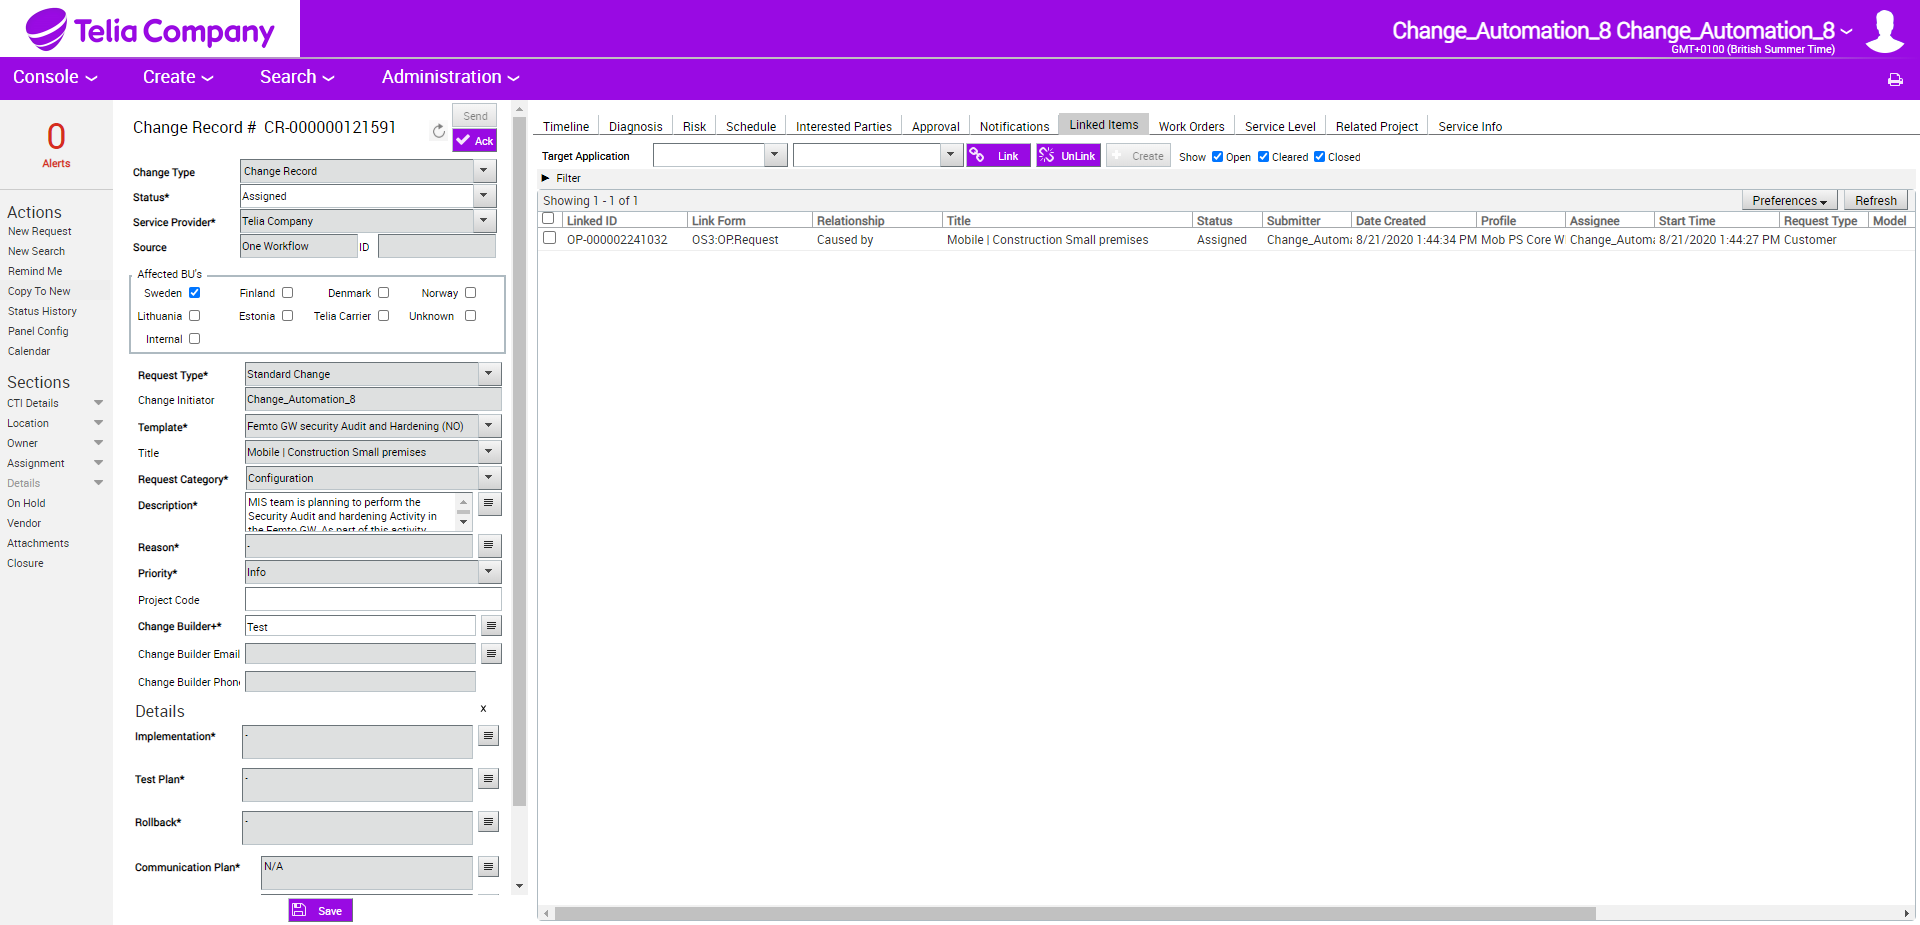 Telia Company
Change_Automation_8 Change_Automation_8
GMT+0100 (British Summer Time)
Console
Create
Search
Administration
0
Alerts
Actions
New Request
New Search
Remind Me
Copy To New
Status History
Panel Config
Calendar
Sections
CTI Details
Location
Owner
Assignment
Details
On Hold
Vendor
Attachments
Closure
Change Record # CR-000000121591
Send
Ack
Change Type Change Record
Status* Assigned
Service Provider* Telia Company
Source One Workflow ID
Affected BU's
Sweden Finland Denmark Norway
Lithuania Estonia Telia Carrier Unknown
Internal
Request Type* Standard Change
Change Initiator Change_Automation_8
Template* Femto GW security Audit and Hardening (NO)
Title Mobile | Construction Small premises
Request Category* Configuration
Description* MIS team is planning to perform the
Security Audit and hardening Activity in
the Femto GW. As part of this activity
Reason* -
Priority* Info
Project Code
Change Builder+* Test
Change Builder Email
Change Builder Phone
Details x
Implementation* -
Test Plan* -
Rollback* -
Communication Plan* N/A
Save
Timeline Diagnosis Risk Schedule Interested Parties Approval Notifications Linked Items Work Orders Service Level Related Project Service Info
Target Application Link UnLink Create Show Open Cleared Closed
Filter
Showing 1 - 1 of 1 Preferences Refresh
Linked ID Link Form Relationship Title Status Submitter Date Created Profile Assignee Start Time Request Type Model
OP-000002241032 OS3:OP.Request Caused by Mobile | Construction Small premises Assigned Change_Automa 8/21/2020 1:44:34 PM Mob PS Core W Change_Automa 8/21/2020 1:44:27 PM Customer